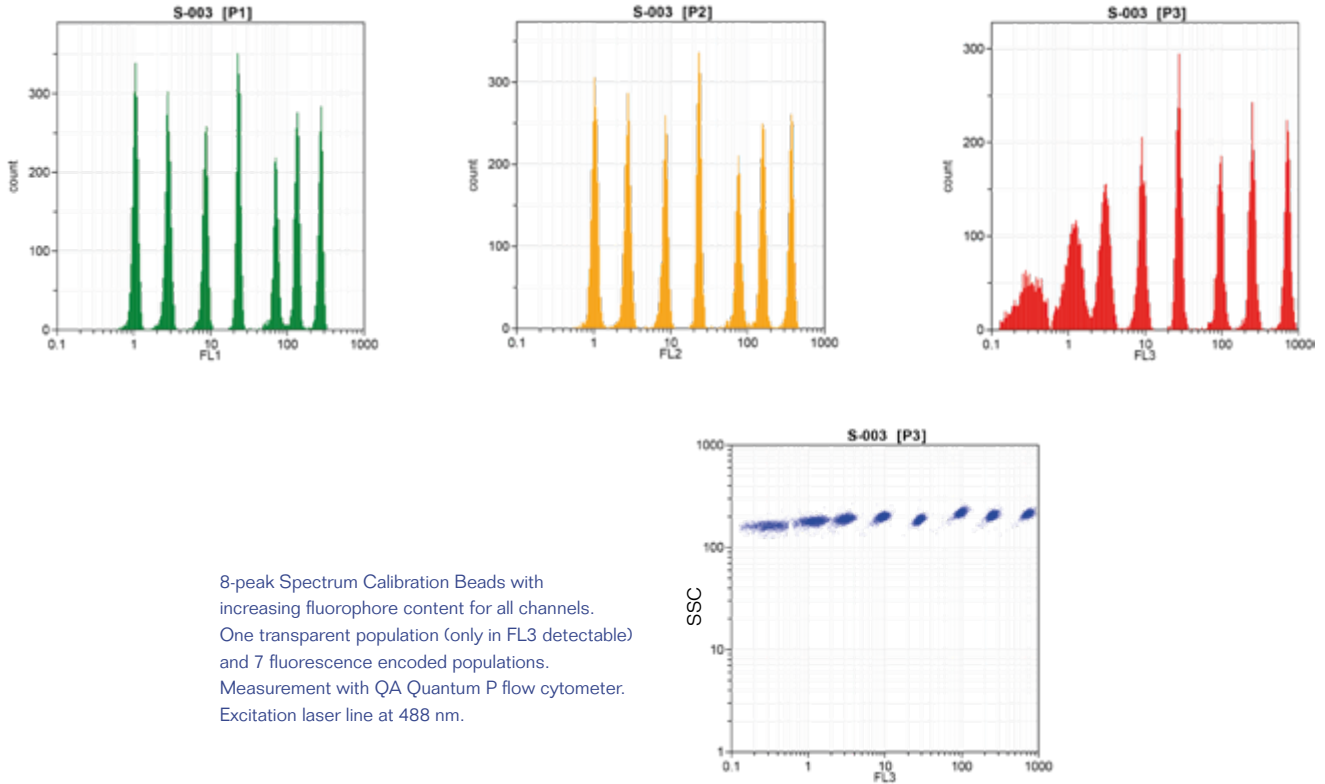 S-003 [P1]
300
200
100
0
count
0.1 1 10 100 1000
FL1
S-003 [P2]
300
200
100
0
count
0.1 1 10 100 1000
FL2
S-003 [P3]
300
200
100
0
count
0.1 1 10 100 1000
FL3
S-003 [P3]
1000
100
10
1
SSC
0.1 1 10 100 1000
FL3
8-peak Spectrum Calibration Beads with
increasing fluorophore content for all channels.
One transparent population (only in FL3 detectable)
and 7 fluorescence encoded populations.
Measurement with QA Quantum P flow cytometer.
Excitation laser line at 488 nm.